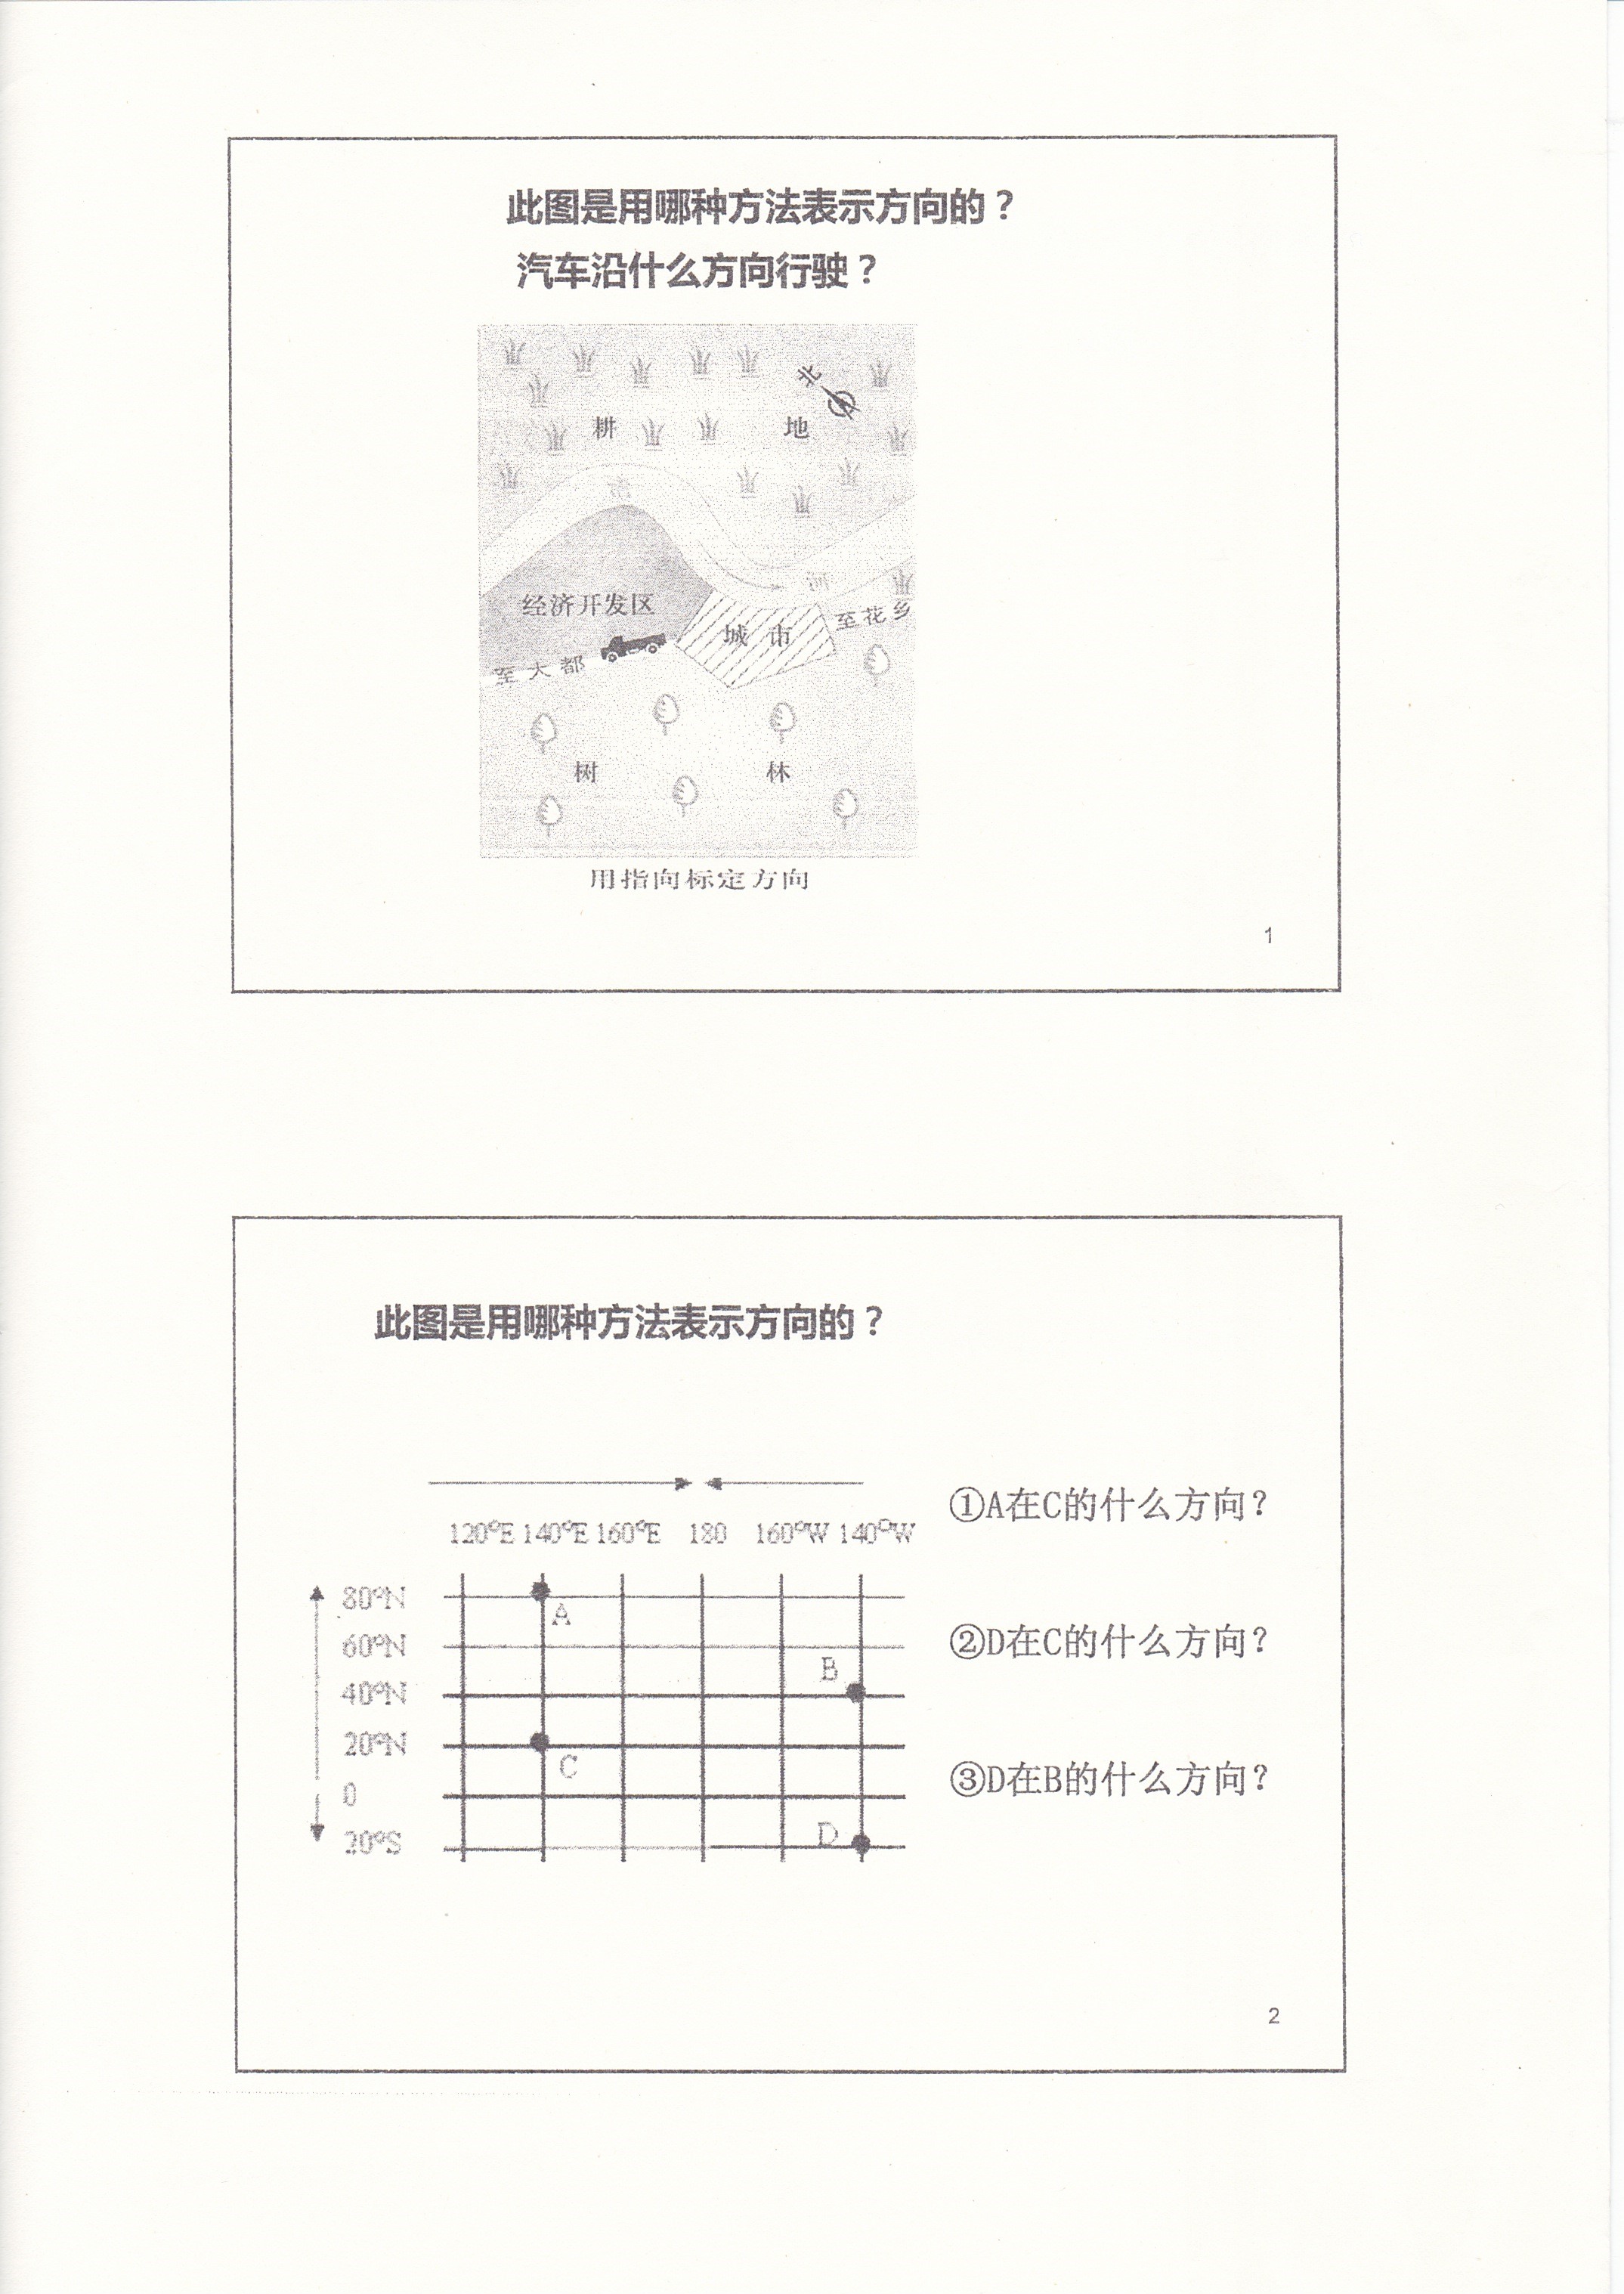 此图是用哪种方法表示方向的？
汽车沿什么方向行驶？
北
耕 地
河
经济开发区
城 市
至花乡
至大都
树 林
用指向标定方向
1
此图是用哪种方法表示方向的？
120°E 140°E 160°E 180 160°W 140°W
80°N
A
60°N
B
40°N
20°N
C
0
D
20°S
①A在C的什么方向？
②D在C的什么方向？
③D在B的什么方向？
2